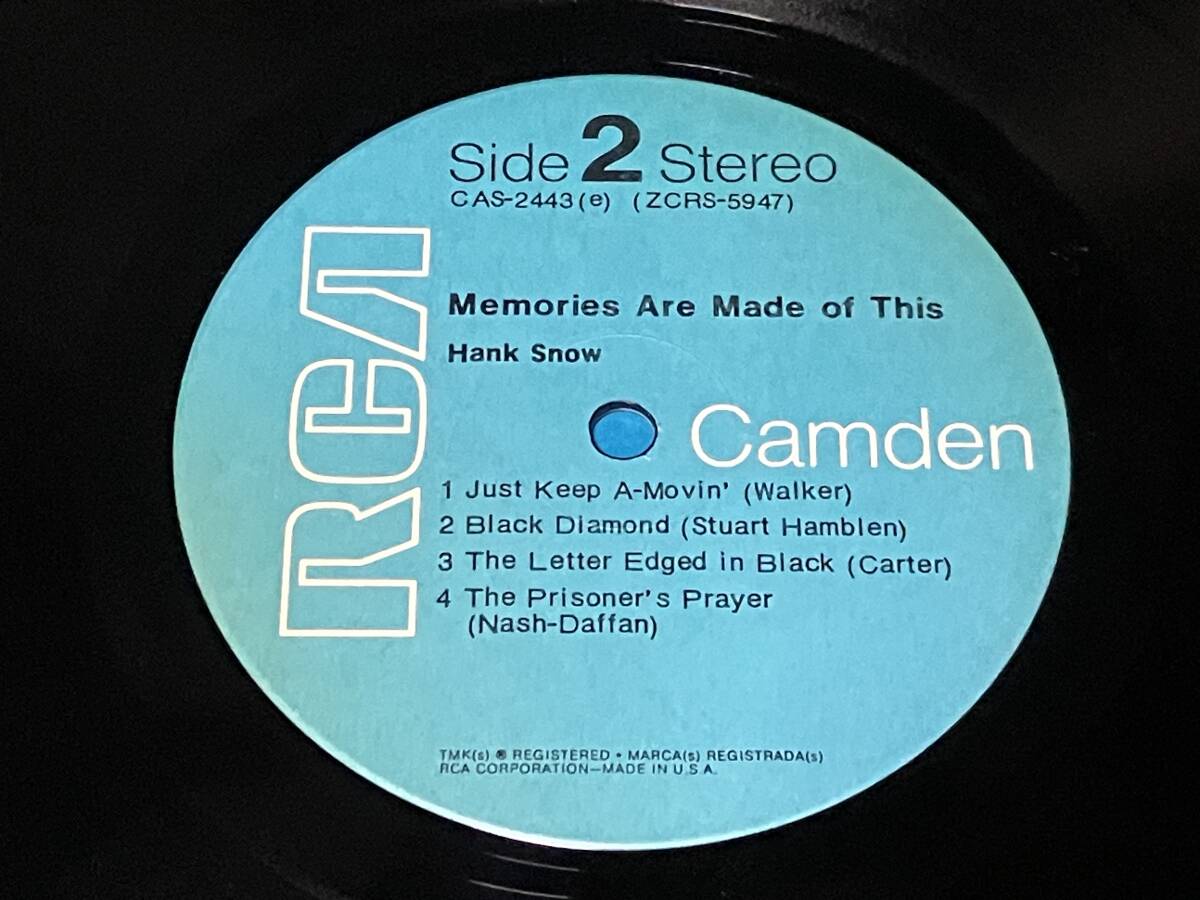 Side 2 Stereo
CAS-2443(e) (ZCRS-5947)
RCA
Memories Are Made of This
Hank Snow
Camden
1 Just Keep A-Movin' (Walker)
2 Black Diamond (Stuart Hamblen)
3 The Letter Edged in Black (Carter)
4 The Prisoner's Prayer
(Nash-Daffan)
TMK(s) ® REGISTERED • MARCA(s) REGISTRADA(s)
RCA CORPORATION—MADE IN U.S.A.